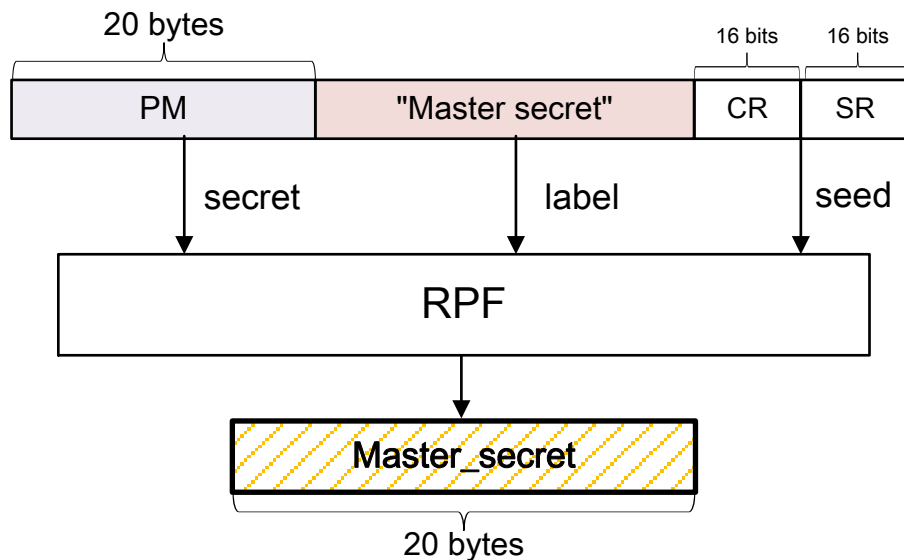 20 bytes
16 bits
16 bits
PM
"Master secret"
CR
SR
secret
label
seed
RPF
Master_secret
20 bytes